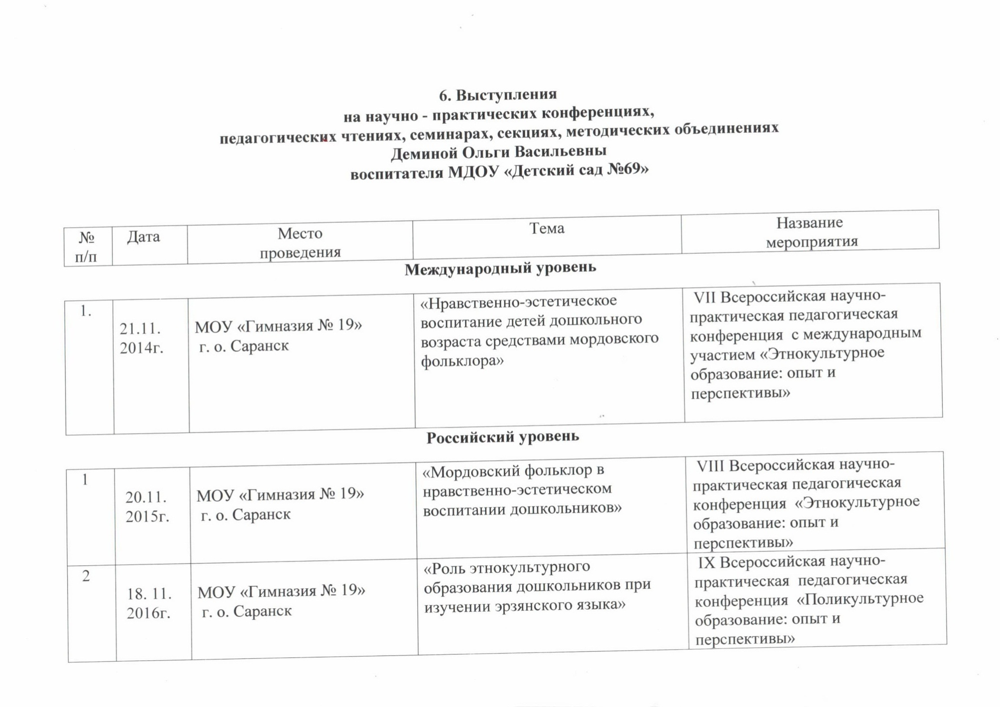 6. Выступления
на научно - практических конференциях,
педагогических чтениях, семинарах, секциях, методических объединениях
Деминой Ольги Васильевны
воспитателя МДОУ «Детский сад №69»
№
п/п
Дата
Место
проведения
Тема
Название
мероприятия
Международный уровень
1.
21.11.
2014г.
МОУ «Гимназия № 19»
г. о. Саранск
«Нравственно-эстетическое
воспитание детей дошкольного
возраста средствами мордовского
фольклора»
VII Всероссийская научно-
практическая педагогическая
конференция с международным
участием «Этнокультурное
образование: опыт и
перспективы»
Российский уровень
1
20.11.
2015г.
МОУ «Гимназия № 19»
г. о. Саранск
«Мордовский фольклор в
нравственно-эстетическом
воспитании дошкольников»
VIII Всероссийская научно-
практическая педагогическая
конференция «Этнокультурное
образование: опыт и
перспективы»
2
18. 11.
2016г.
МОУ «Гимназия № 19»
г. о. Саранск
«Роль этнокультурного
образования дошкольников при
изучении эрзянского языка»
IX Всероссийская научно-
практическая педагогическая
конференция «Поликультурное
образование: опыт и
перспективы»